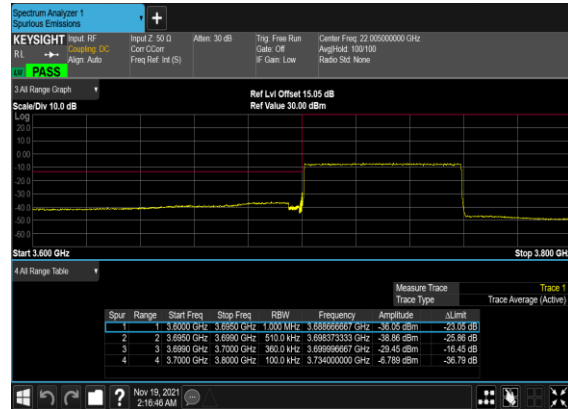 Spectrum Analyzer 1
Spurious Emissions
+
KEYSIGHT Input: RF Input Z: 50 Ω Atten: 30 dB Trig: Free Run Center Freq: 22.005000000 GHz
RL Coupling: DC Corr CCorr Gate: Off Avg|Hold: 100/100
Align: Auto Freq Ref: Int (S) IF Gain: Low Radio Std: None
PASS
3 All Range Graph
Ref Lvl Offset 15.05 dB
Scale/Div 10.0 dB Ref Value 30.00 dBm
Log
20.0
10.0
0.00
-10.0
-20.0
-30.0
-40.0
-50.0
-60.0
Start 3.600 GHz Stop 3.800 GHz
4 All Range Table
Measure Trace Trace 1
Trace Type Trace Average (Active)
Spur Range Start Freq Stop Freq RBW Frequency Amplitude ΔLimit
1 1 3.6000 GHz 3.6950 GHz 1.000 MHz 3.688666667 GHz -36.05 dBm -23.05 dB
2 2 3.6950 GHz 3.6990 GHz 510.0 kHz 3.698373333 GHz -38.86 dBm -25.86 dB
3 3 3.6990 GHz 3.7000 GHz 360.0 kHz 3.699996667 GHz -29.45 dBm -16.45 dB
4 4 3.7000 GHz 3.8000 GHz 100.0 kHz 3.734000000 GHz -6.789 dBm -36.79 dB
? Nov 19, 2021
2:16:46 AM